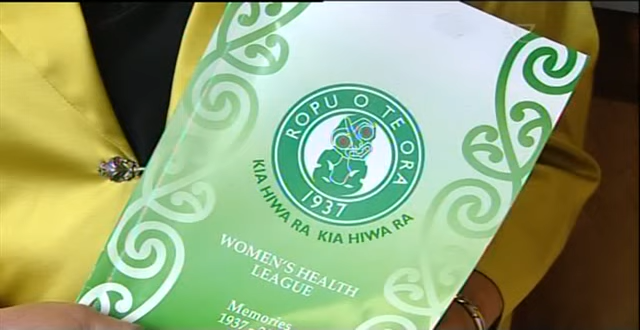 ROPU O TE ORA
1937
KIA HIWA RA KIA HIWA RA
WOMEN'S HEALTH
LEAGUE
Memories